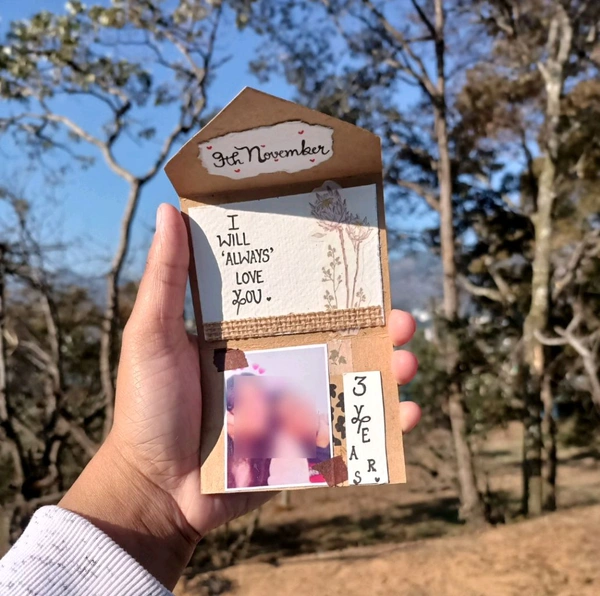 9th November
I
WILL
'ALWAYS'
LOVE
YOU
3
YEARS